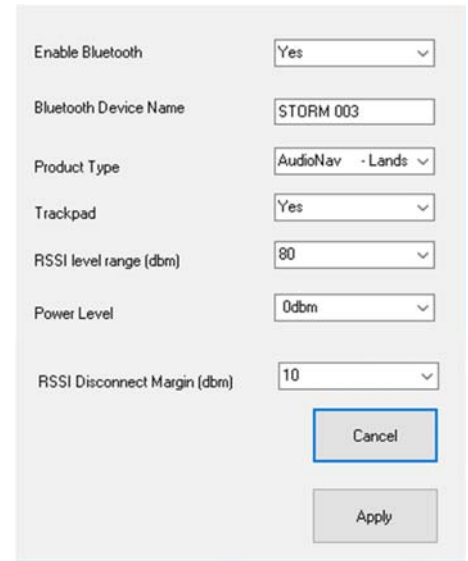 Enable Bluetooth Yes
Bluetooth Device Name STORM 003
Product Type AudioNav - Lands
Trackpad Yes
RSSI level range (dbm) 80
Power Level 0dbm
RSSI Disconnect Margin (dbm) 10
Cancel
Apply